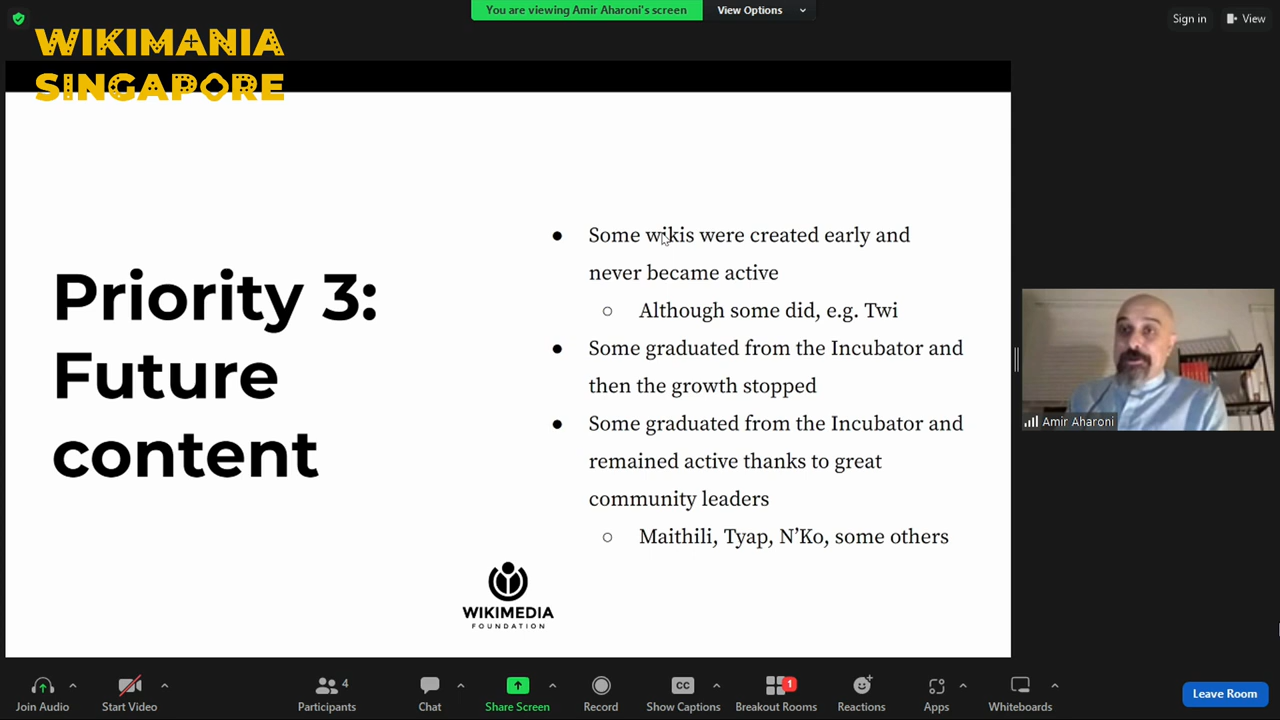 You are viewing Amir Aharoni's screen
View Options
Sign in
View
WIKIMANIA
SINGAPORE
Priority 3:
Future
content
● Some wikis were created early and
never became active
○ Although some did, e.g. Twi
● Some graduated from the Incubator and
then the growth stopped
● Some graduated from the Incubator and
remained active thanks to great
community leaders
○ Maithili, Tyap, N’Ko, some others
WIKIMEDIA
FOUNDATION
Amir Aharoni
Join Audio
Start Video
4
Participants
Chat
Share Screen
Record
CC
Show Captions
1
Breakout Rooms
Reactions
Apps
Whiteboards
Leave Room